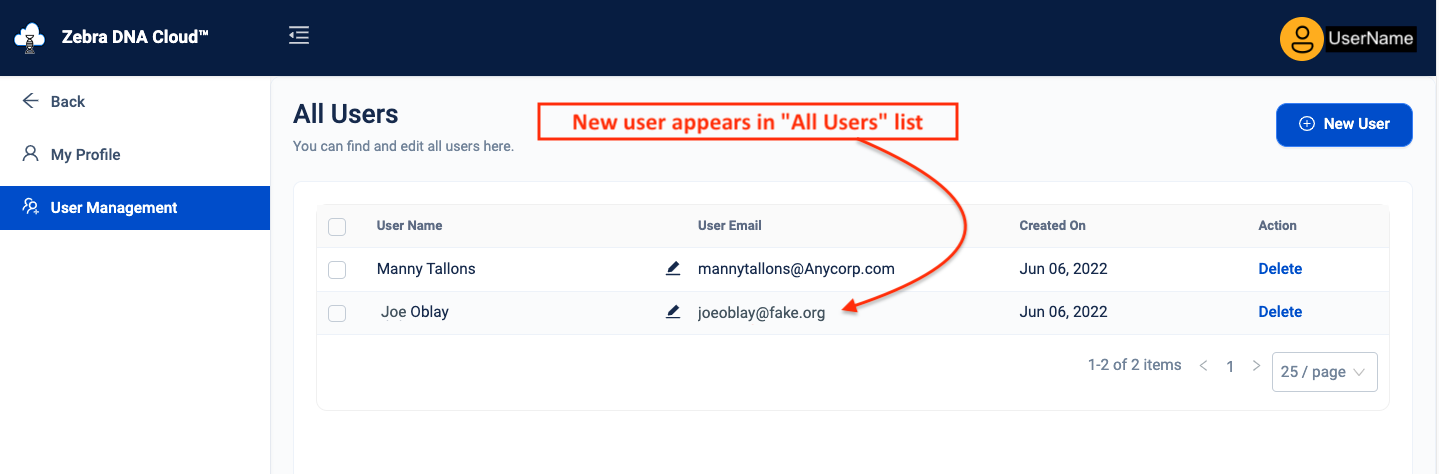 Zebra DNA Cloud™
UserName
Back
My Profile
User Management
All Users
You can find and edit all users here.
New user appears in "All Users" list
New User
User Name User Email Created On Action
Manny Tallons mannytallons@Anycorp.com Jun 06, 2022 Delete
Joe Oblay joeoblay@fake.org Jun 06, 2022 Delete
1-2 of 2 items < 1 > 25 / page